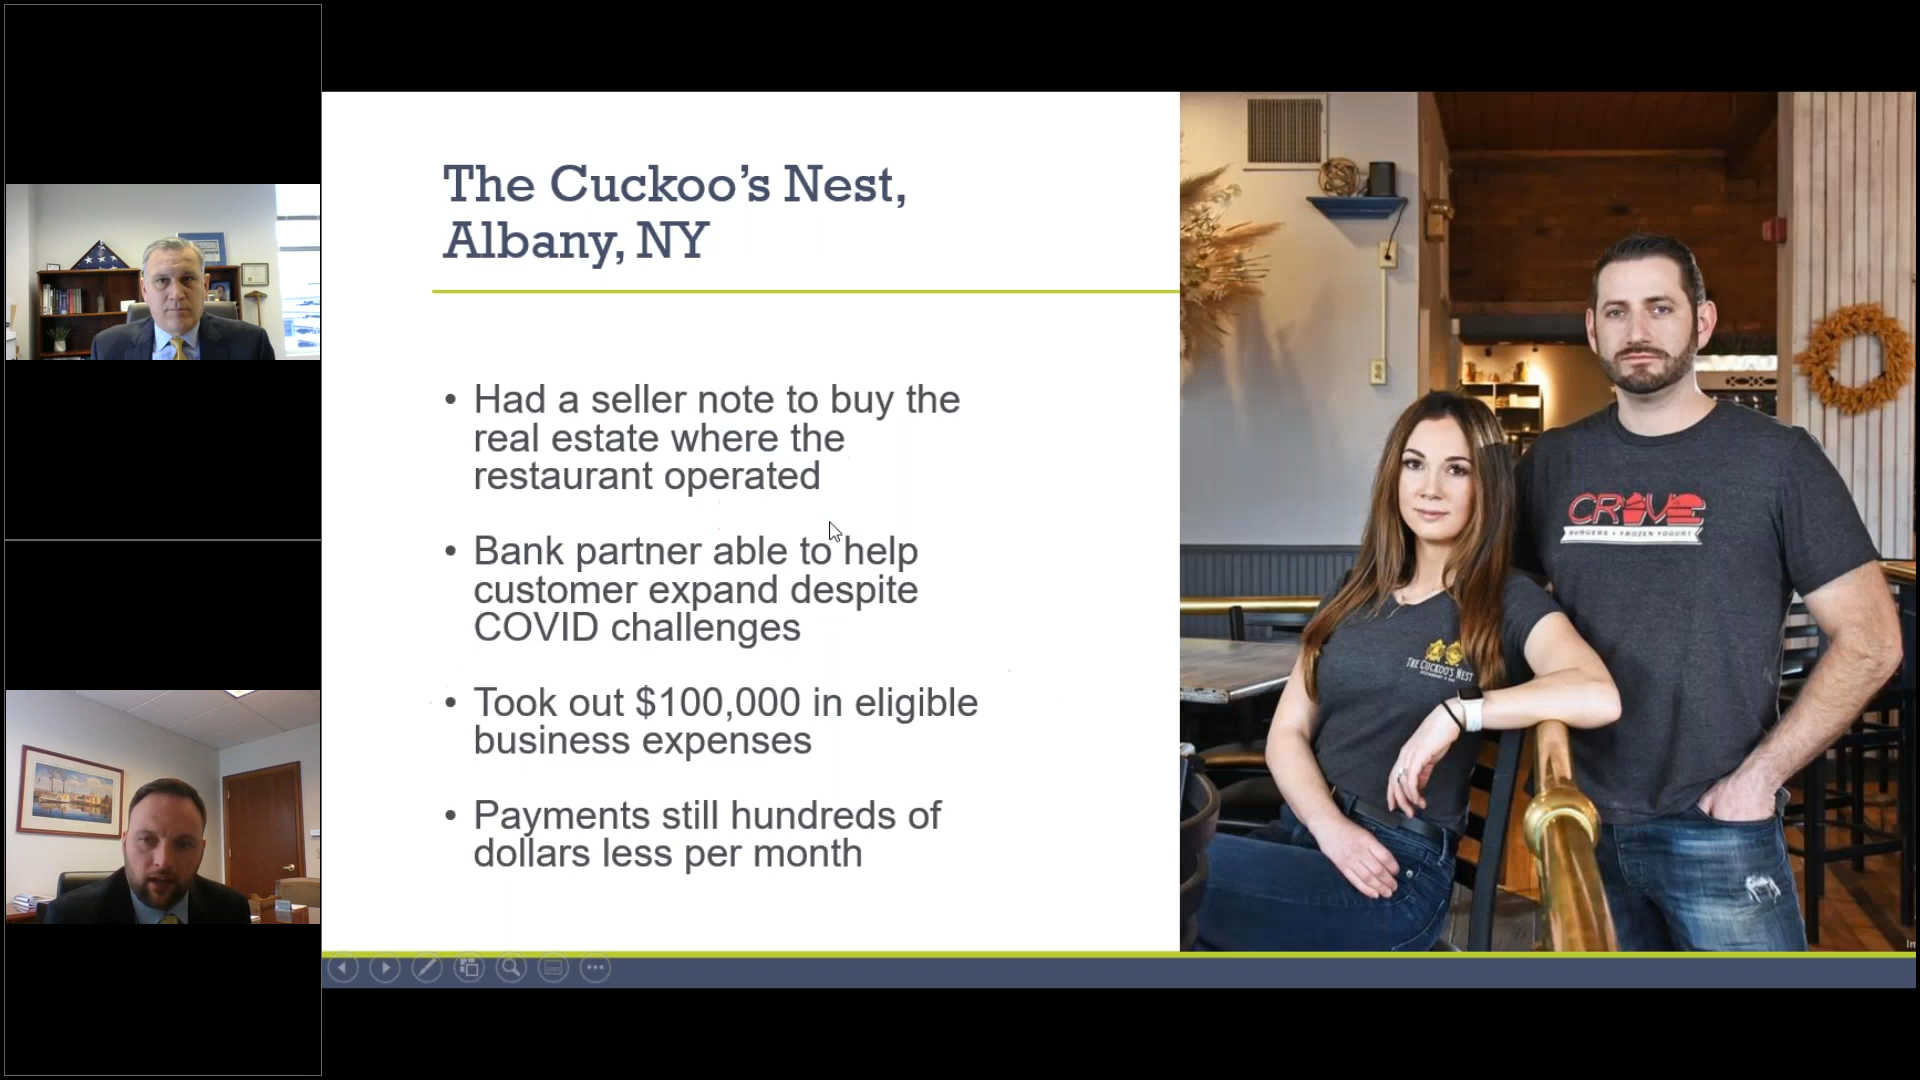 The Cuckoo's Nest,
Albany, NY
• Had a seller note to buy the
real estate where the
restaurant operated
• Bank partner able to help
customer expand despite
COVID challenges
• Took out $100,000 in eligible
business expenses
• Payments still hundreds of
dollars less per month
CRAVE
BURGERS + FROZEN YOGURT
THE CUCKOO'S NEST